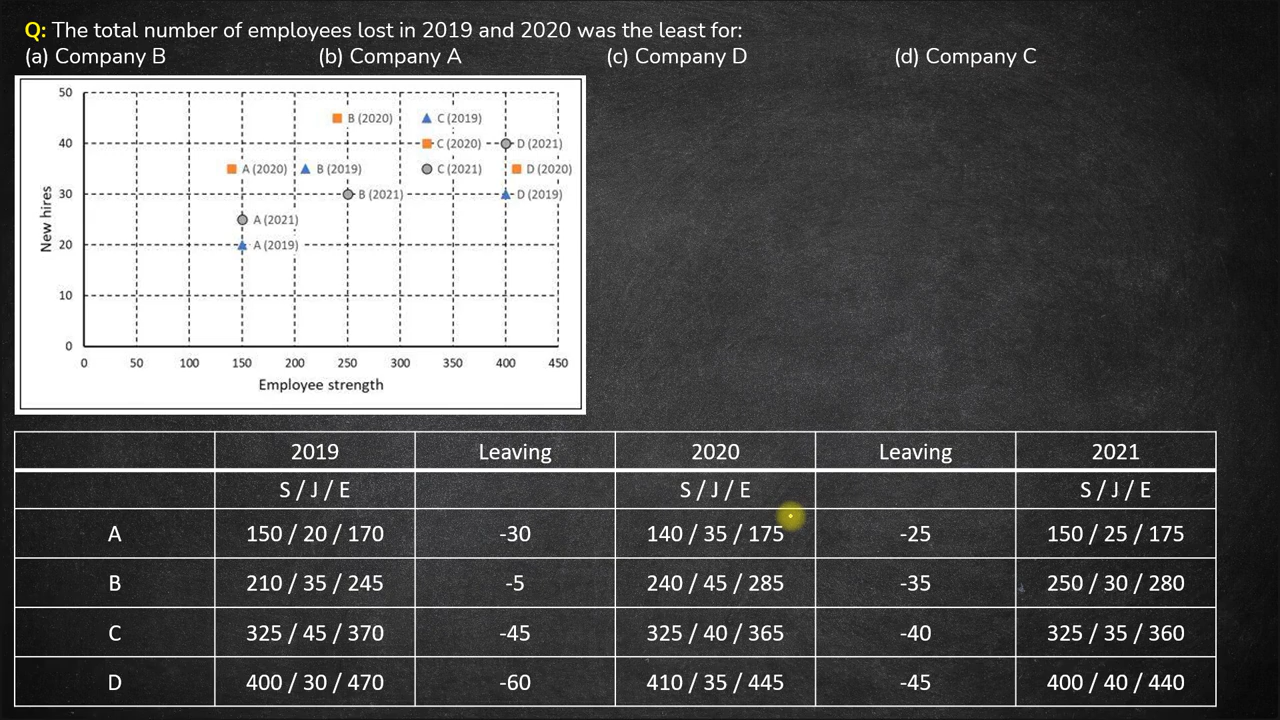 Q: The total number of employees lost in 2019 and 2020 was the least for:
(a) Company B (b) Company A (c) Company D (d) Company C
50
B (2020) C (2019)
40 C (2020) D (2021)
A (2020) B (2019) C (2021) D (2020)
30 B (2021) D (2019)
A (2021)
20 A (2019)
10
0
New hires
0 50 100 150 200 250 300 350 400 450
Employee strength
2019 Leaving 2020 Leaving 2021
S / J / E S / J / E S / J / E
A 150 / 20 / 170 -30 140 / 35 / 175 -25 150 / 25 / 175
B 210 / 35 / 245 -5 240 / 45 / 285 -35 250 / 30 / 280
C 325 / 45 / 370 -45 325 / 40 / 365 -40 325 / 35 / 360
D 400 / 30 / 470 -60 410 / 35 / 445 -45 400 / 40 / 440